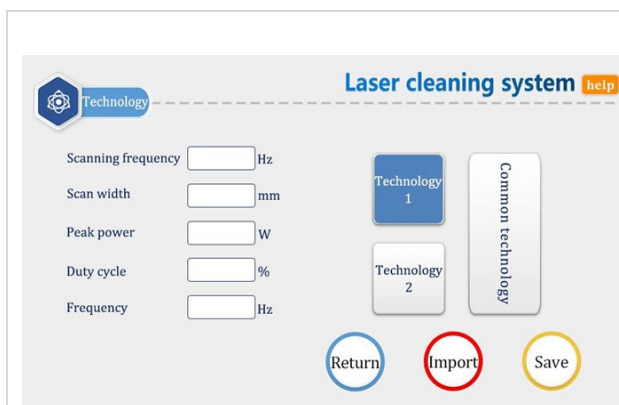 Laser cleaning system help
Technology
Scanning frequency Hz
Scan width mm
Peak power W
Duty cycle %
Frequency Hz
Technology
1
Technology
2
Common technology
Return
Import
Save